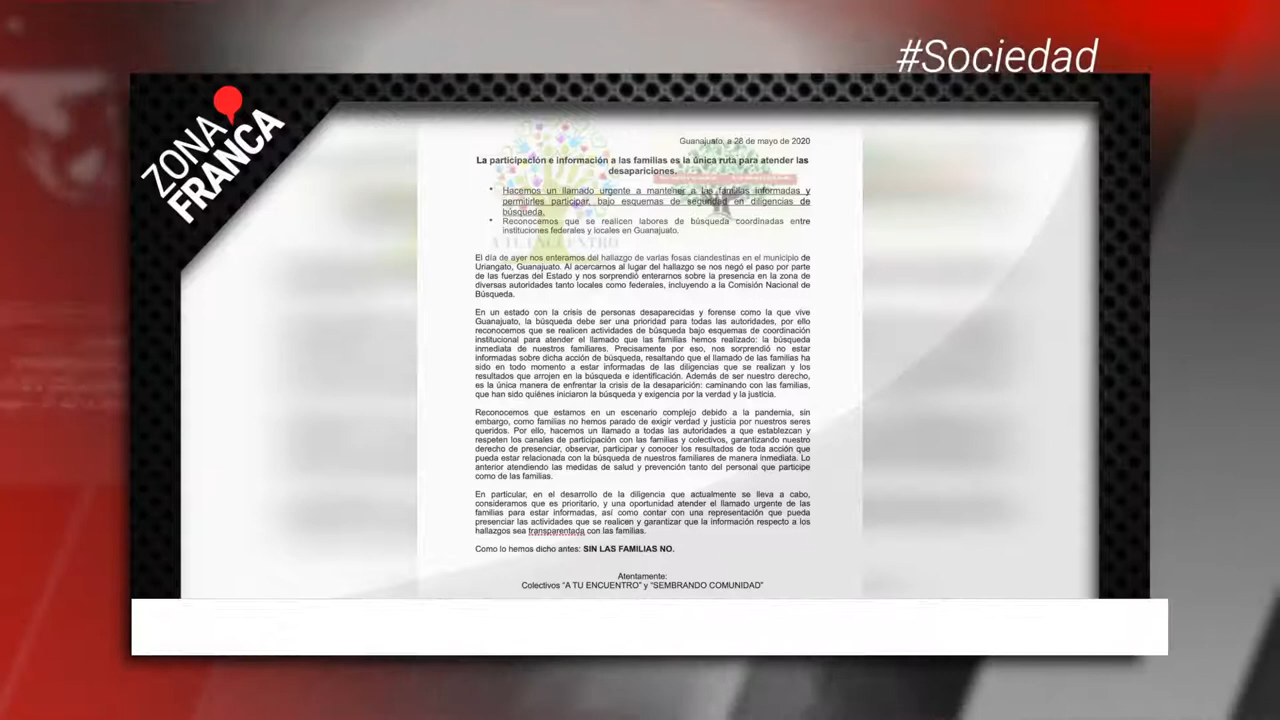 #Sociedad
ZONA
FRANCA
Guanajuato, a 28 de mayo de 2020
La participación e información a las familias es la única ruta para atender las
desapariciones.
• Hacemos un llamado urgente a mantener a las familias informadas y
permitirles participar, bajo esquemas de seguridad en diligencias de
búsqueda.
• Reconocemos que se realicen labores de búsqueda coordinadas entre
instituciones federales y locales en Guanajuato.
A TU ENCUENTRO
El día de ayer nos enteramos del hallazgo de varias fosas clandestinas en el municipio de
Uriangato, Guanajuato. Al acercarnos al lugar del hallazgo se nos negó el paso por parte
de las fuerzas del Estado y nos sorprendió enterarnos sobre la presencia en la zona de
diversas autoridades tanto locales como federales, incluyendo a la Comisión Nacional de
Búsqueda.
En un estado con la crisis de personas desaparecidas y forense como la que vive
Guanajuato, la búsqueda debe ser una prioridad para todas las autoridades, por ello
reconocemos que se realicen actividades de búsqueda bajo esquemas de coordinación
institucional para atender el llamado que las familias hemos realizado: la búsqueda
inmediata de nuestros familiares. Precisamente por eso, nos sorprendió no estar
informadas sobre dicha acción de búsqueda, resaltando que el llamado de las familias ha
sido en todo momento a estar informadas de las diligencias que se realizan y los
resultados que arrojen en la búsqueda e identificación. Además de ser nuestro derecho,
es la única manera de enfrentar la crisis de la desaparición: caminando con las familias,
que han sido quiénes iniciaron la búsqueda y exigencia por la verdad y la justicia.
Reconocemos que estamos en un escenario complejo debido a la pandemia, sin
embargo, como familias no hemos parado de exigir verdad y justicia por nuestros seres
queridos. Por ello, hacemos un llamado a todas las autoridades a que establezcan y
respeten los canales de participación con las familias y colectivos, garantizando nuestro
derecho de presenciar, observar, participar y conocer los resultados de toda acción que
pueda estar relacionada con la búsqueda de nuestros familiares de manera inmediata. Lo
anterior atendiendo las medidas de salud y prevención tanto del personal que participe
como de las familias.
En particular, en el desarrollo de la diligencia que actualmente se lleva a cabo,
consideramos que es prioritario, y una oportunidad atender el llamado urgente de las
familias para estar informadas, así como contar con una representación que pueda
presenciar las actividades que se realicen y garantizar que la información respecto a los
hallazgos sea transparentada con las familias.
Como lo hemos dicho antes: SIN LAS FAMILIAS NO.
Atentamente:
Colectivos “A TU ENCUENTRO” y “SEMBRANDO COMUNIDAD”